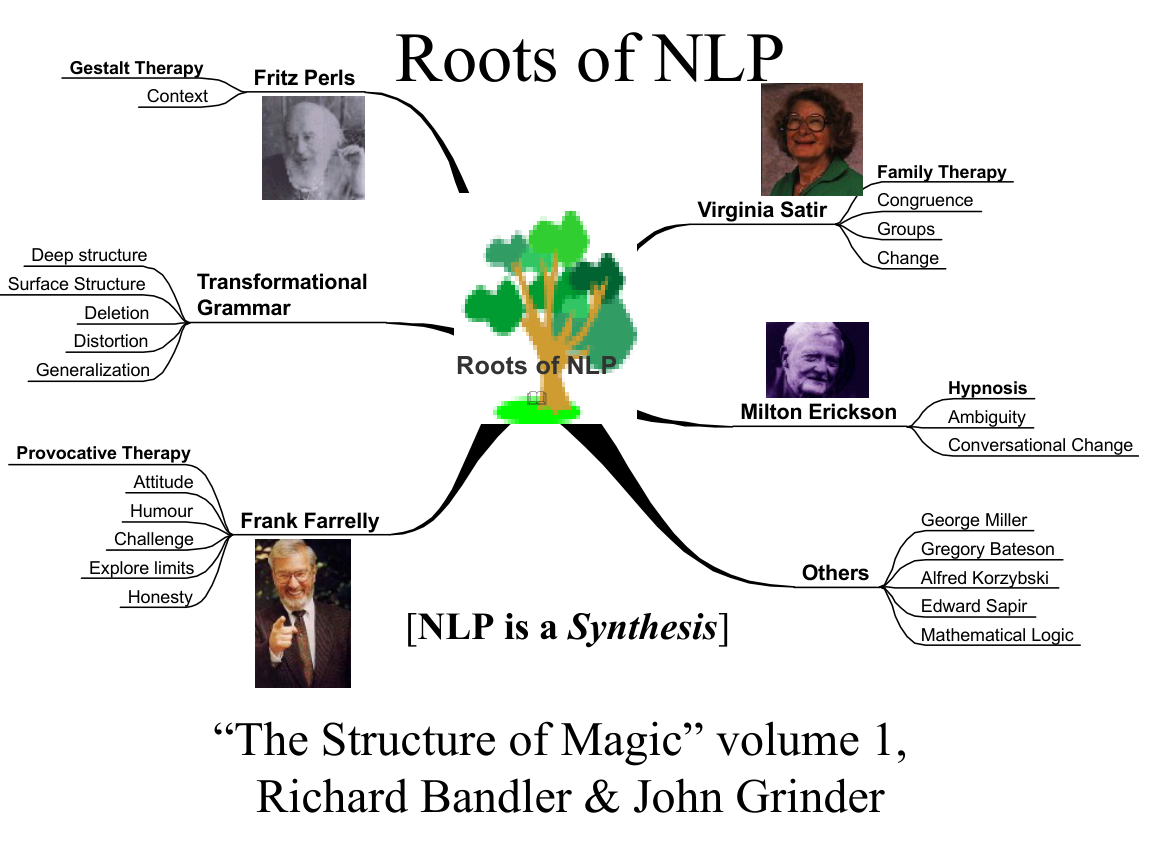 Roots of NLP
Gestalt Therapy
Context
Fritz Perls
Deep structure
Surface Structure
Deletion
Distortion
Generalization
Transformational
Grammar
Provocative Therapy
Attitude
Humour
Challenge
Explore limits
Honesty
Frank Farrelly
Roots of NLP
Virginia Satir
Family Therapy
Congruence
Groups
Change
Milton Erickson
Hypnosis
Ambiguity
Conversational Change
Others
George Miller
Gregory Bateson
Alfred Korzybski
Edward Sapir
Mathematical Logic
[NLP is a Synthesis]
“The Structure of Magic” volume 1,
Richard Bandler & John Grinder